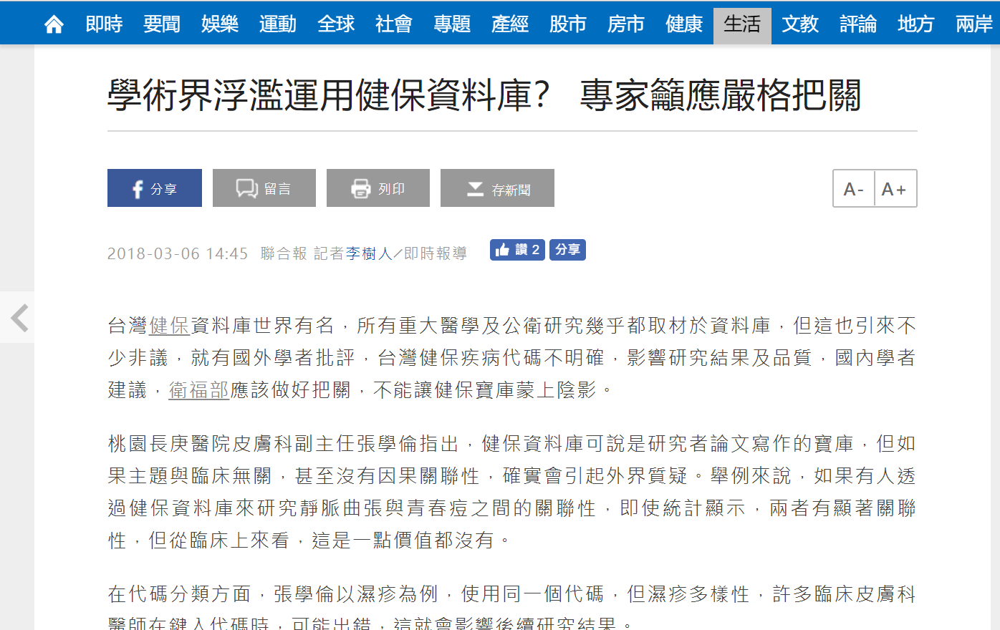 即時 要聞 娛樂 運動 全球 社會 專題 產經 股市 房市 健康 生活 文教 評論 地方 兩岸
學術界浮濫運用健保資料庫? 專家籲應嚴格把關
分享 留言 列印 存新聞 A- A+
2018-03-06 14:45 聯合報 記者李樹人╱即時報導 讚 2 分享
台灣健保資料庫世界有名，所有重大醫學及公衛研究幾乎都取材於資料庫，但這也引來不
少非議，就有國外學者批評，台灣健保疾病代碼不明確，影響研究結果及品質，國內學者
建議，衛福部應該做好把關，不能讓健保寶庫蒙上陰影。
桃園長庚醫院皮膚科副主任張學倫指出，健保資料庫可說是研究者論文寫作的寶庫，但如
果主題與臨床無關，甚至沒有因果關聯性，確實會引起外界質疑。舉例來說，如果有人透
過健保資料庫來研究靜脈曲張與青春痘之間的關聯性，即使統計顯示，兩者有顯著關聯
性，但從臨床上來看，這是一點價值都沒有。
在代碼分類方面，張學倫以濕疹為例，使用同一個代碼，但濕疹多樣性，許多臨床皮膚科
醫師在鍵入代碼時，可能出錯，這就會影響後續研究結果。